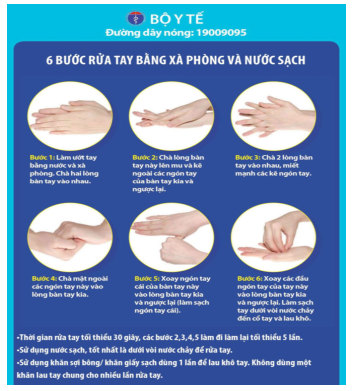 BỘ Y TẾ
Đường dây nóng: 19009095
6 BƯỚC RỬA TAY BẰNG XÀ PHÒNG VÀ NƯỚC SẠCH
Bước 1: Làm ướt tay
bằng nước và xà
phòng. Chà hai lòng
bàn tay vào nhau.
Bước 2: Chà lòng bàn
tay này lên mu và kẽ
ngoài các ngón tay
của bàn tay kia và
ngược lại.
Bước 3: Chà 2 lòng bàn
tay vào nhau, miết
mạnh các kẽ ngón tay.
Bước 4: Chà mặt ngoài
các ngón tay này vào
lòng bàn tay kia.
Bước 5: Xoay ngón tay
cái của bàn tay này
vào lòng bàn tay kia
và ngược lại (làm sạch
ngón tay cái).
Bước 6: Xoay các đầu
ngón tay của tay này
vào lòng bàn tay kia
và ngược lại. Làm sạch
tay dưới vòi nước chảy
đến cổ tay và lau khô.
•Thời gian rửa tay tối thiểu 30 giây, các bước 2,3,4,5 làm đi làm lại tối thiểu 5 lần.
•Sử dụng nước sạch, tốt nhất là dưới vòi nước chảy để rửa tay.
•Sử dụng khăn sợi bông/ khăn giấy sạch dùng 1 lần để lau khô tay. Không dùng một
khăn lau tay chung cho nhiều lần rửa tay.